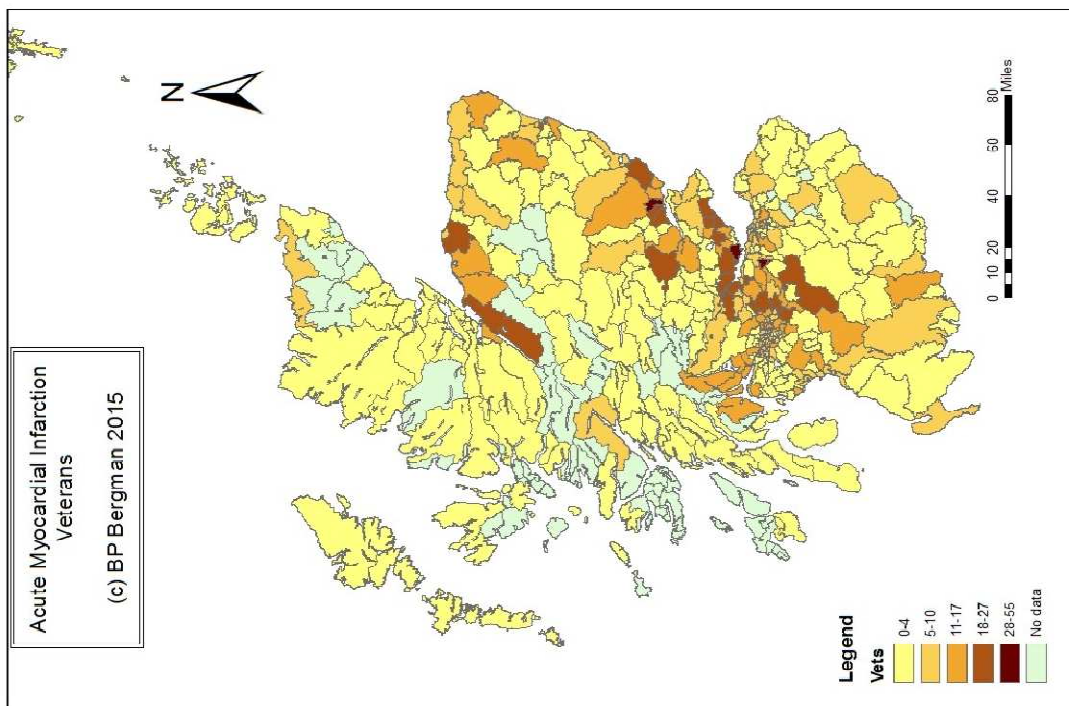 Acute Myocardial Infarction
Veterans
(c) BP Bergman 2015
N
0 10 20 40 60 80
Miles
Legend
Vets
0-4
5-10
11-17
18-27
28-55
No data